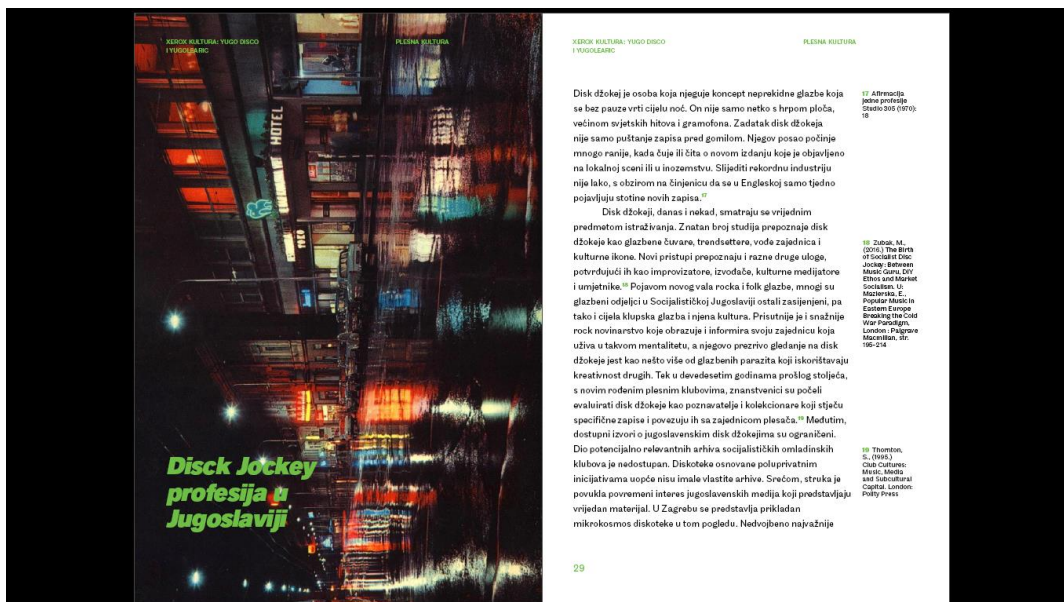 XEROX KULTURA: YUGO DISCO
I YUGOLEARIC
PLESNA KULTURA
HOTEL
TOKO
Disck Jockey
profesija u
Jugoslaviji
XEROX KULTURA: YUGO DISCO
I YUGOLEARIC
PLESNA KULTURA
Disk džokej je osoba koja njeguje koncept neprekidne glazbe koja
se bez pauze vrti cijelu noć. On nije samo netko s hrpom ploča,
većinom svjetskih hitova i gramofona. Zadatak disk džokeja
nije samo puštanje zapisa pred gomilom. Njegov posao počinje
mnogo ranije, kada čuje ili čita o novom izdanju koje je objavljeno
na lokalnoj sceni ili u inozemstvu. Slijediti rekordnu industriju
nije lako, s obzirom na činjenicu da se u Engleskoj samo tjedno
pojavljuju stotine novih zapisa.17
Disk džokeji, danas i nekad, smatraju se vrijednim
predmetom istraživanja. Znatan broj studija prepoznaje disk
džokeje kao glazbene čuvare, trendsettere, vođe zajednica i
kulturne ikone. Novi pristupi prepoznaju i razne druge uloge,
potvrđujući ih kao improvizatore, izvođače, kulturne medijatore
i umjetnike.18 Pojavom novog vala rocka i folk glazbe, mnogi su
glazbeni odjeljci u Socijalističkoj Jugoslaviji ostali zasijenjeni, pa
tako i cijela klupska glazba i njena kultura. Prisutnije je i snažnije
rock novinarstvo koje obrazuje i informira svoju zajednicu koja
uživa u takvom mentalitetu, a njegovo prezrivo gledanje na disk
džokeje jest kao nešto više od glazbenih parazita koji iskorištavaju
kreativnost drugih. Tek u devedesetim godinama prošlog stoljeća,
s novim rođenim plesnim klubovima, znanstvenici su počeli
evaluirati disk džokeje kao poznavatelje i kolekcionare koji stječu
specifične zapise i povezuju ih sa zajednicom plesača.19 Međutim,
dostupni izvori o jugoslavenskim disk džokejima su ograničeni.
Dio potencijalno relevantnih arhiva socijalističkih omladinskih
klubova je nedostupan. Diskoteke osnovane poluprivatnim
inicijativama uopće nisu imale vlastite arhive. Srećom, struka je
povukla povremeni interes jugoslavenskih medija koji predstavljaju
vrijedan materijal. U Zagrebu se predstavlja prikladan
mikrokosmos diskoteke u tom pogledu. Nedvojbeno najvažnije
17 Afirmacija
jedne profesije
Studio 305 (1970):
18
18 Zubak, M.,
(2016.) The Birth
of Socialist Disc
Jockey: Between
Music Guru, DIY
Ethos and Market
Socialism. U:
Mazierska, E.,
Popular Music in
Eastern Europe
Breaking the Cold
War Paradigm,
London : Palgrave
Macmillan, str.
195-214
19 Thornton,
S., (1995.)
Club Cultures:
Music, Media
and Subcultural
Capital. London:
Polity Press
29